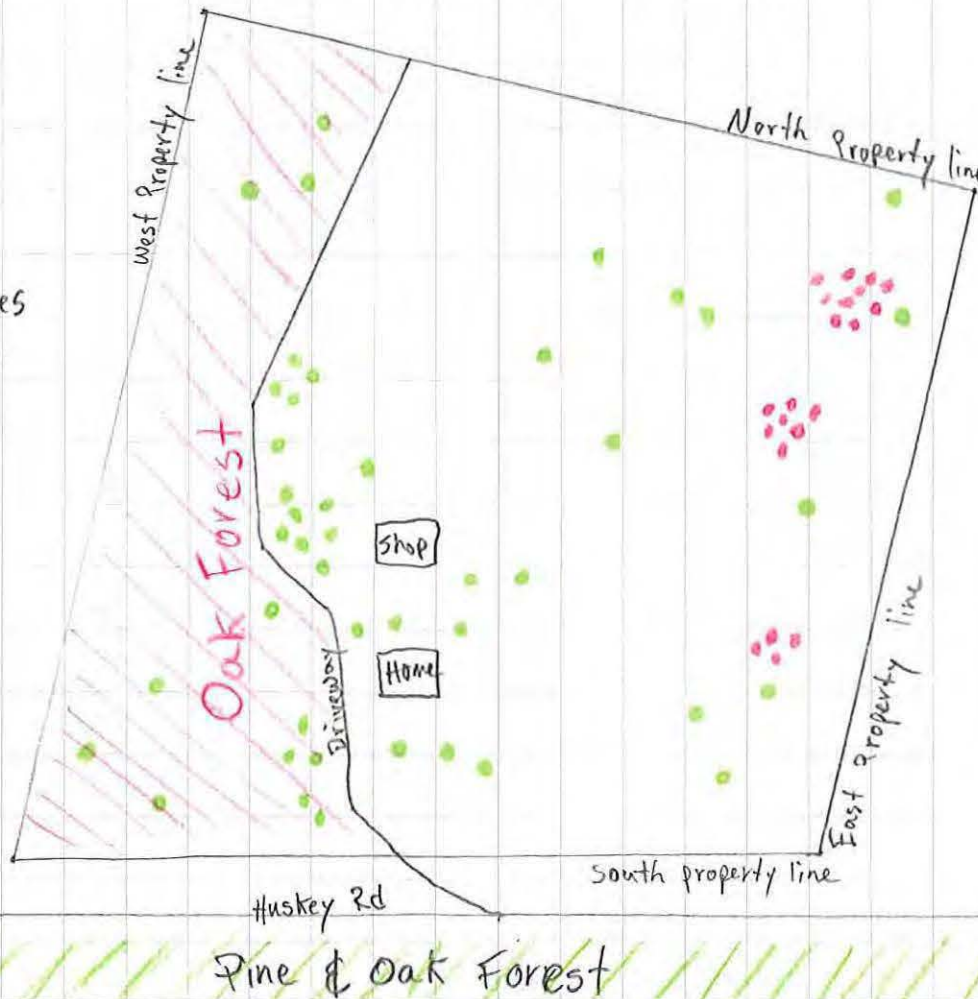 North Property line
West Property line
es
Oak Forest
Shop
Home
Driveway
East Property line
South property line
Huskey Rd
Pine & Oak Forest